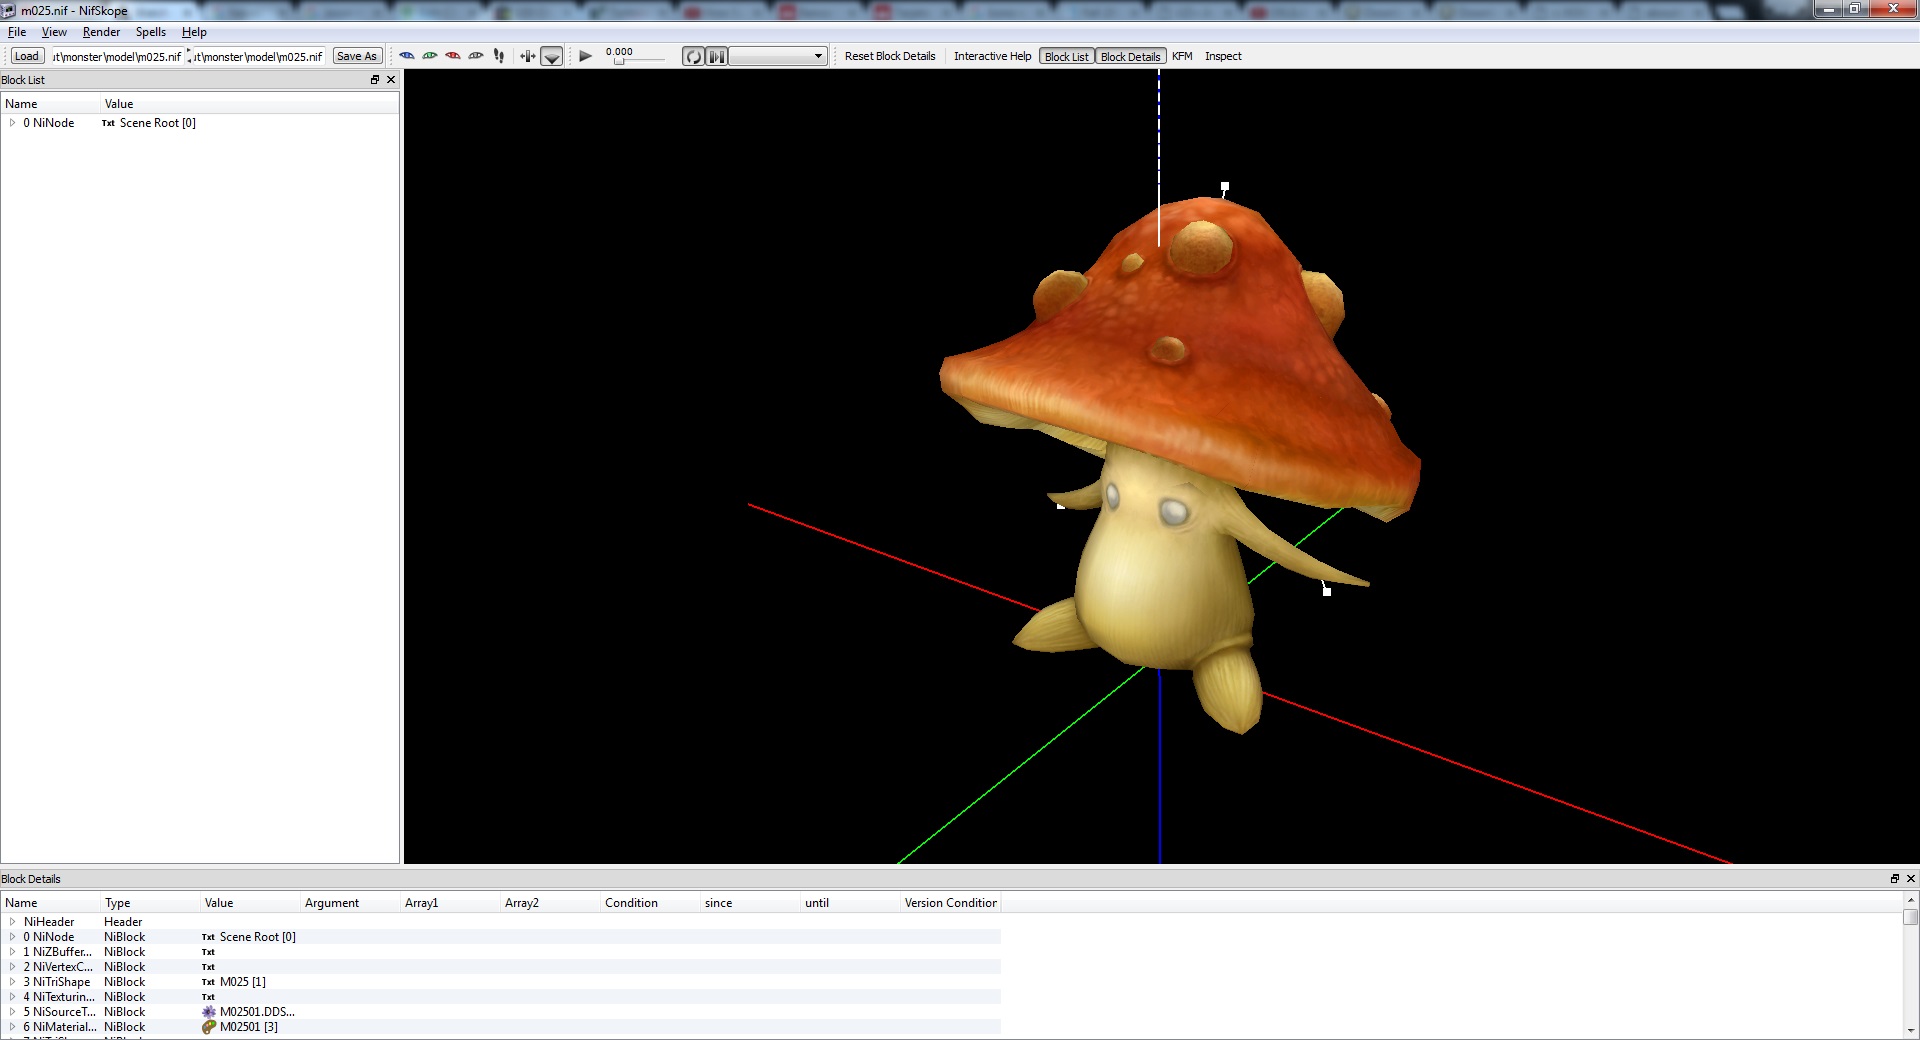 m025.nif - NifSkope
File View Render Spells Help
Load ut\monster\model\m025.nif ut\monster\model\m025.nif Save As 0.000 Reset Block Details Interactive Help Block List Block Details KFM Inspect
Block List
Name Value
0 NiNode Txt Scene Root [0]
Block Details
Name Type Value Argument Array1 Array2 Condition since until Version Condition
NiHeader Header
0 NiNode NiBlock Txt Scene Root [0]
1 NiZBuffer... NiBlock Txt
2 NiVertexC... NiBlock Txt
3 NiTriShape NiBlock Txt M025 [1]
4 NiTexturin... NiBlock Txt
5 NiSourceT... NiBlock M02501.DDS...
6 NiMaterial... NiBlock M02501 [3]